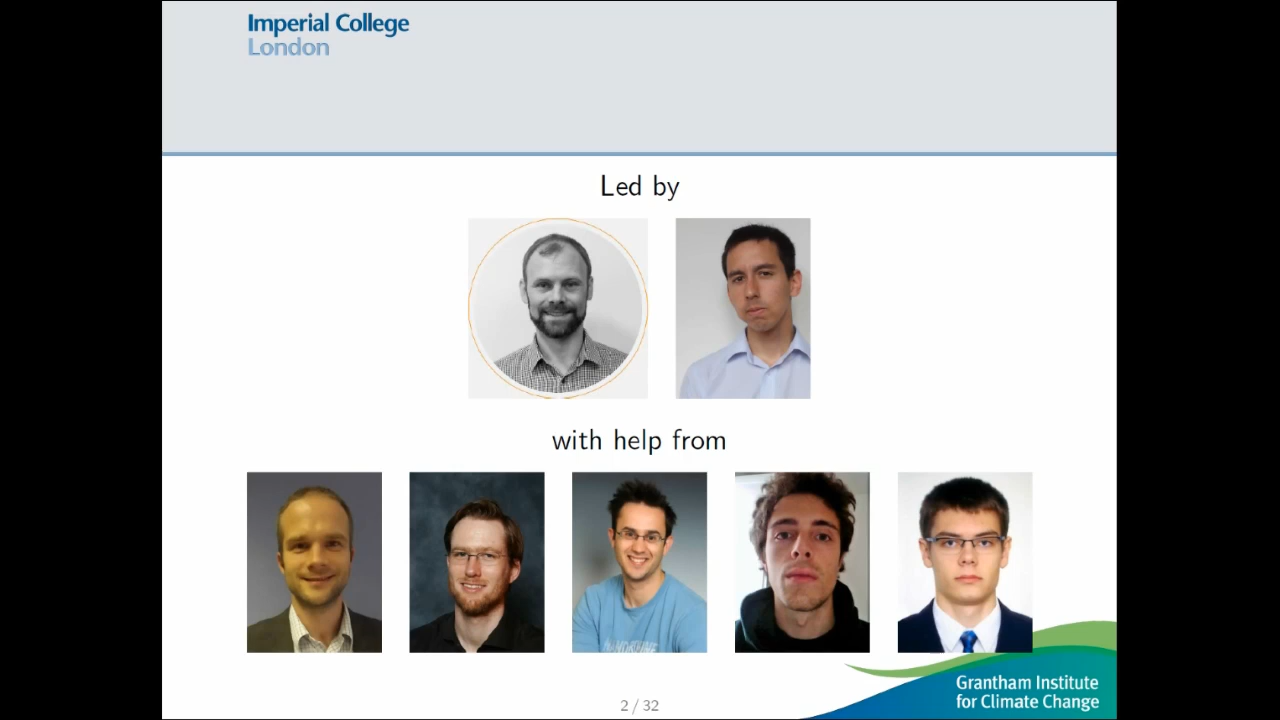 Imperial College
London
Led by
with help from
2 / 32
Grantham Institute
for Climate Change